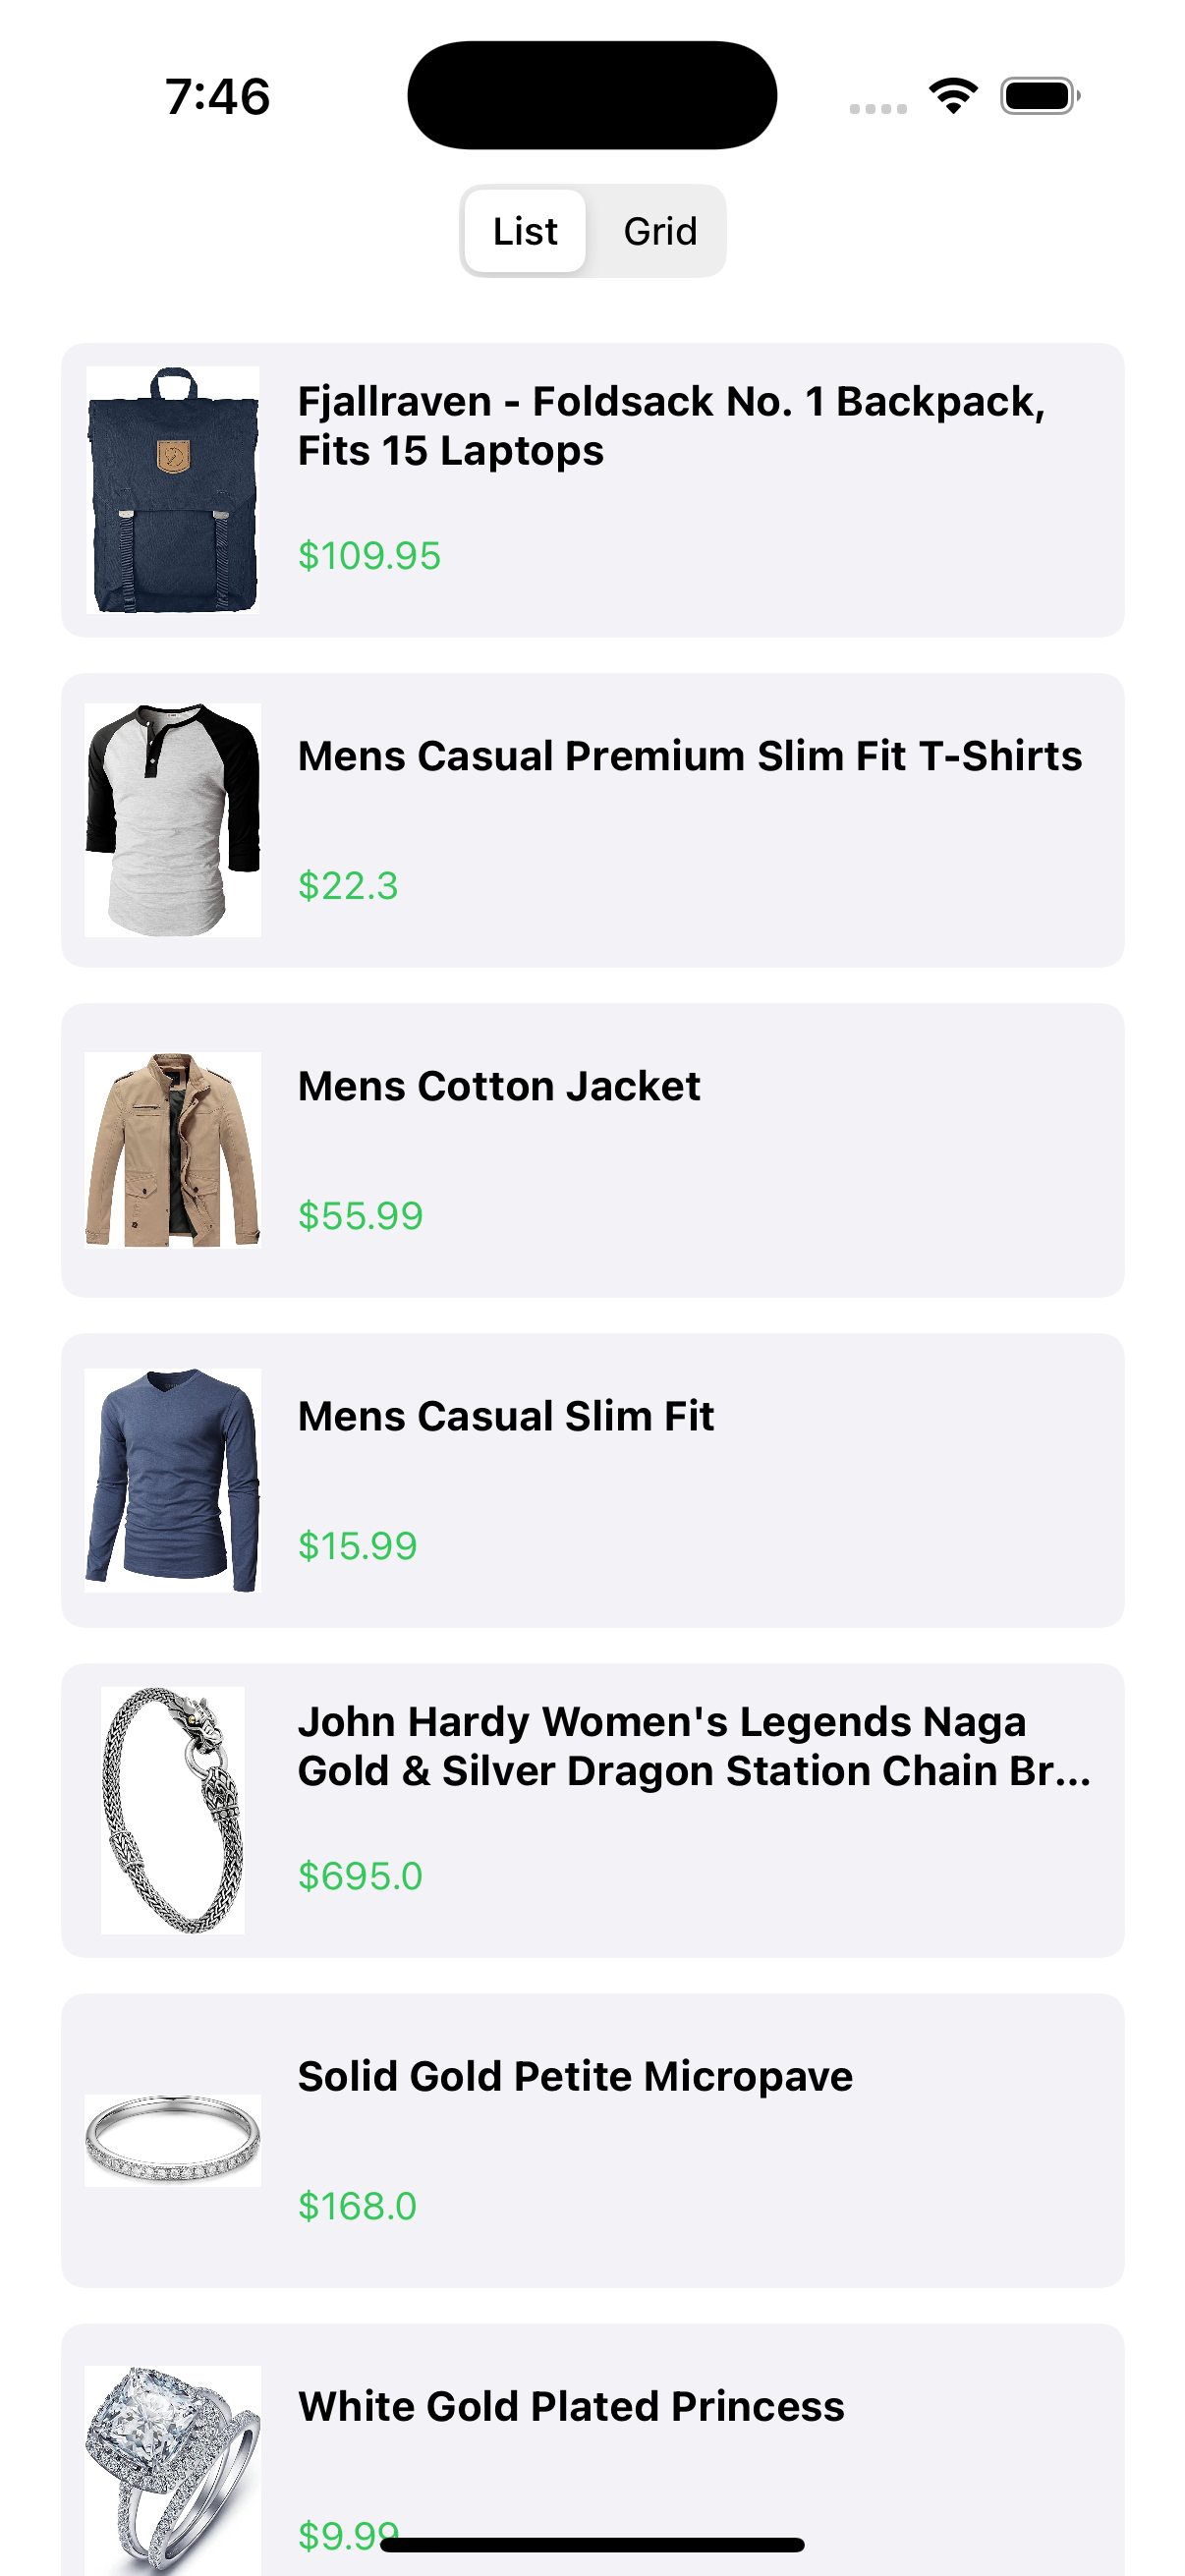 7:46
List
Grid
Fjallraven - Foldsack No. 1 Backpack,
Fits 15 Laptops
$109.95
Mens Casual Premium Slim Fit T-Shirts
$22.3
Mens Cotton Jacket
$55.99
Mens Casual Slim Fit
$15.99
John Hardy Women's Legends Naga
Gold & Silver Dragon Station Chain Br...
$695.0
Solid Gold Petite Micropave
$168.0
White Gold Plated Princess
$9.99